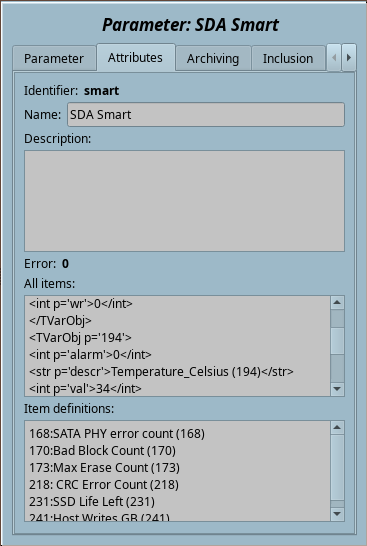 Parameter: SDA Smart
Parameter Attributes Archiving Inclusion
Identifier: smart
Name: SDA Smart
Description:
Error: 0
All items:
<int p='wr'>0</int>
</TVarObj>
<TVarObj p='194'>
<int p='alarm'>0</int>
<str p='descr'>Temperature_Celsius (194)</str>
<int p='val'>34</int>
Item definitions:
168:SATA PHY error count (168)
170:Bad Block Count (170)
173:Max Erase Count (173)
218: CRC Error Count (218)
231:SSD Life Left (231)
241:Host Writes GB (241)